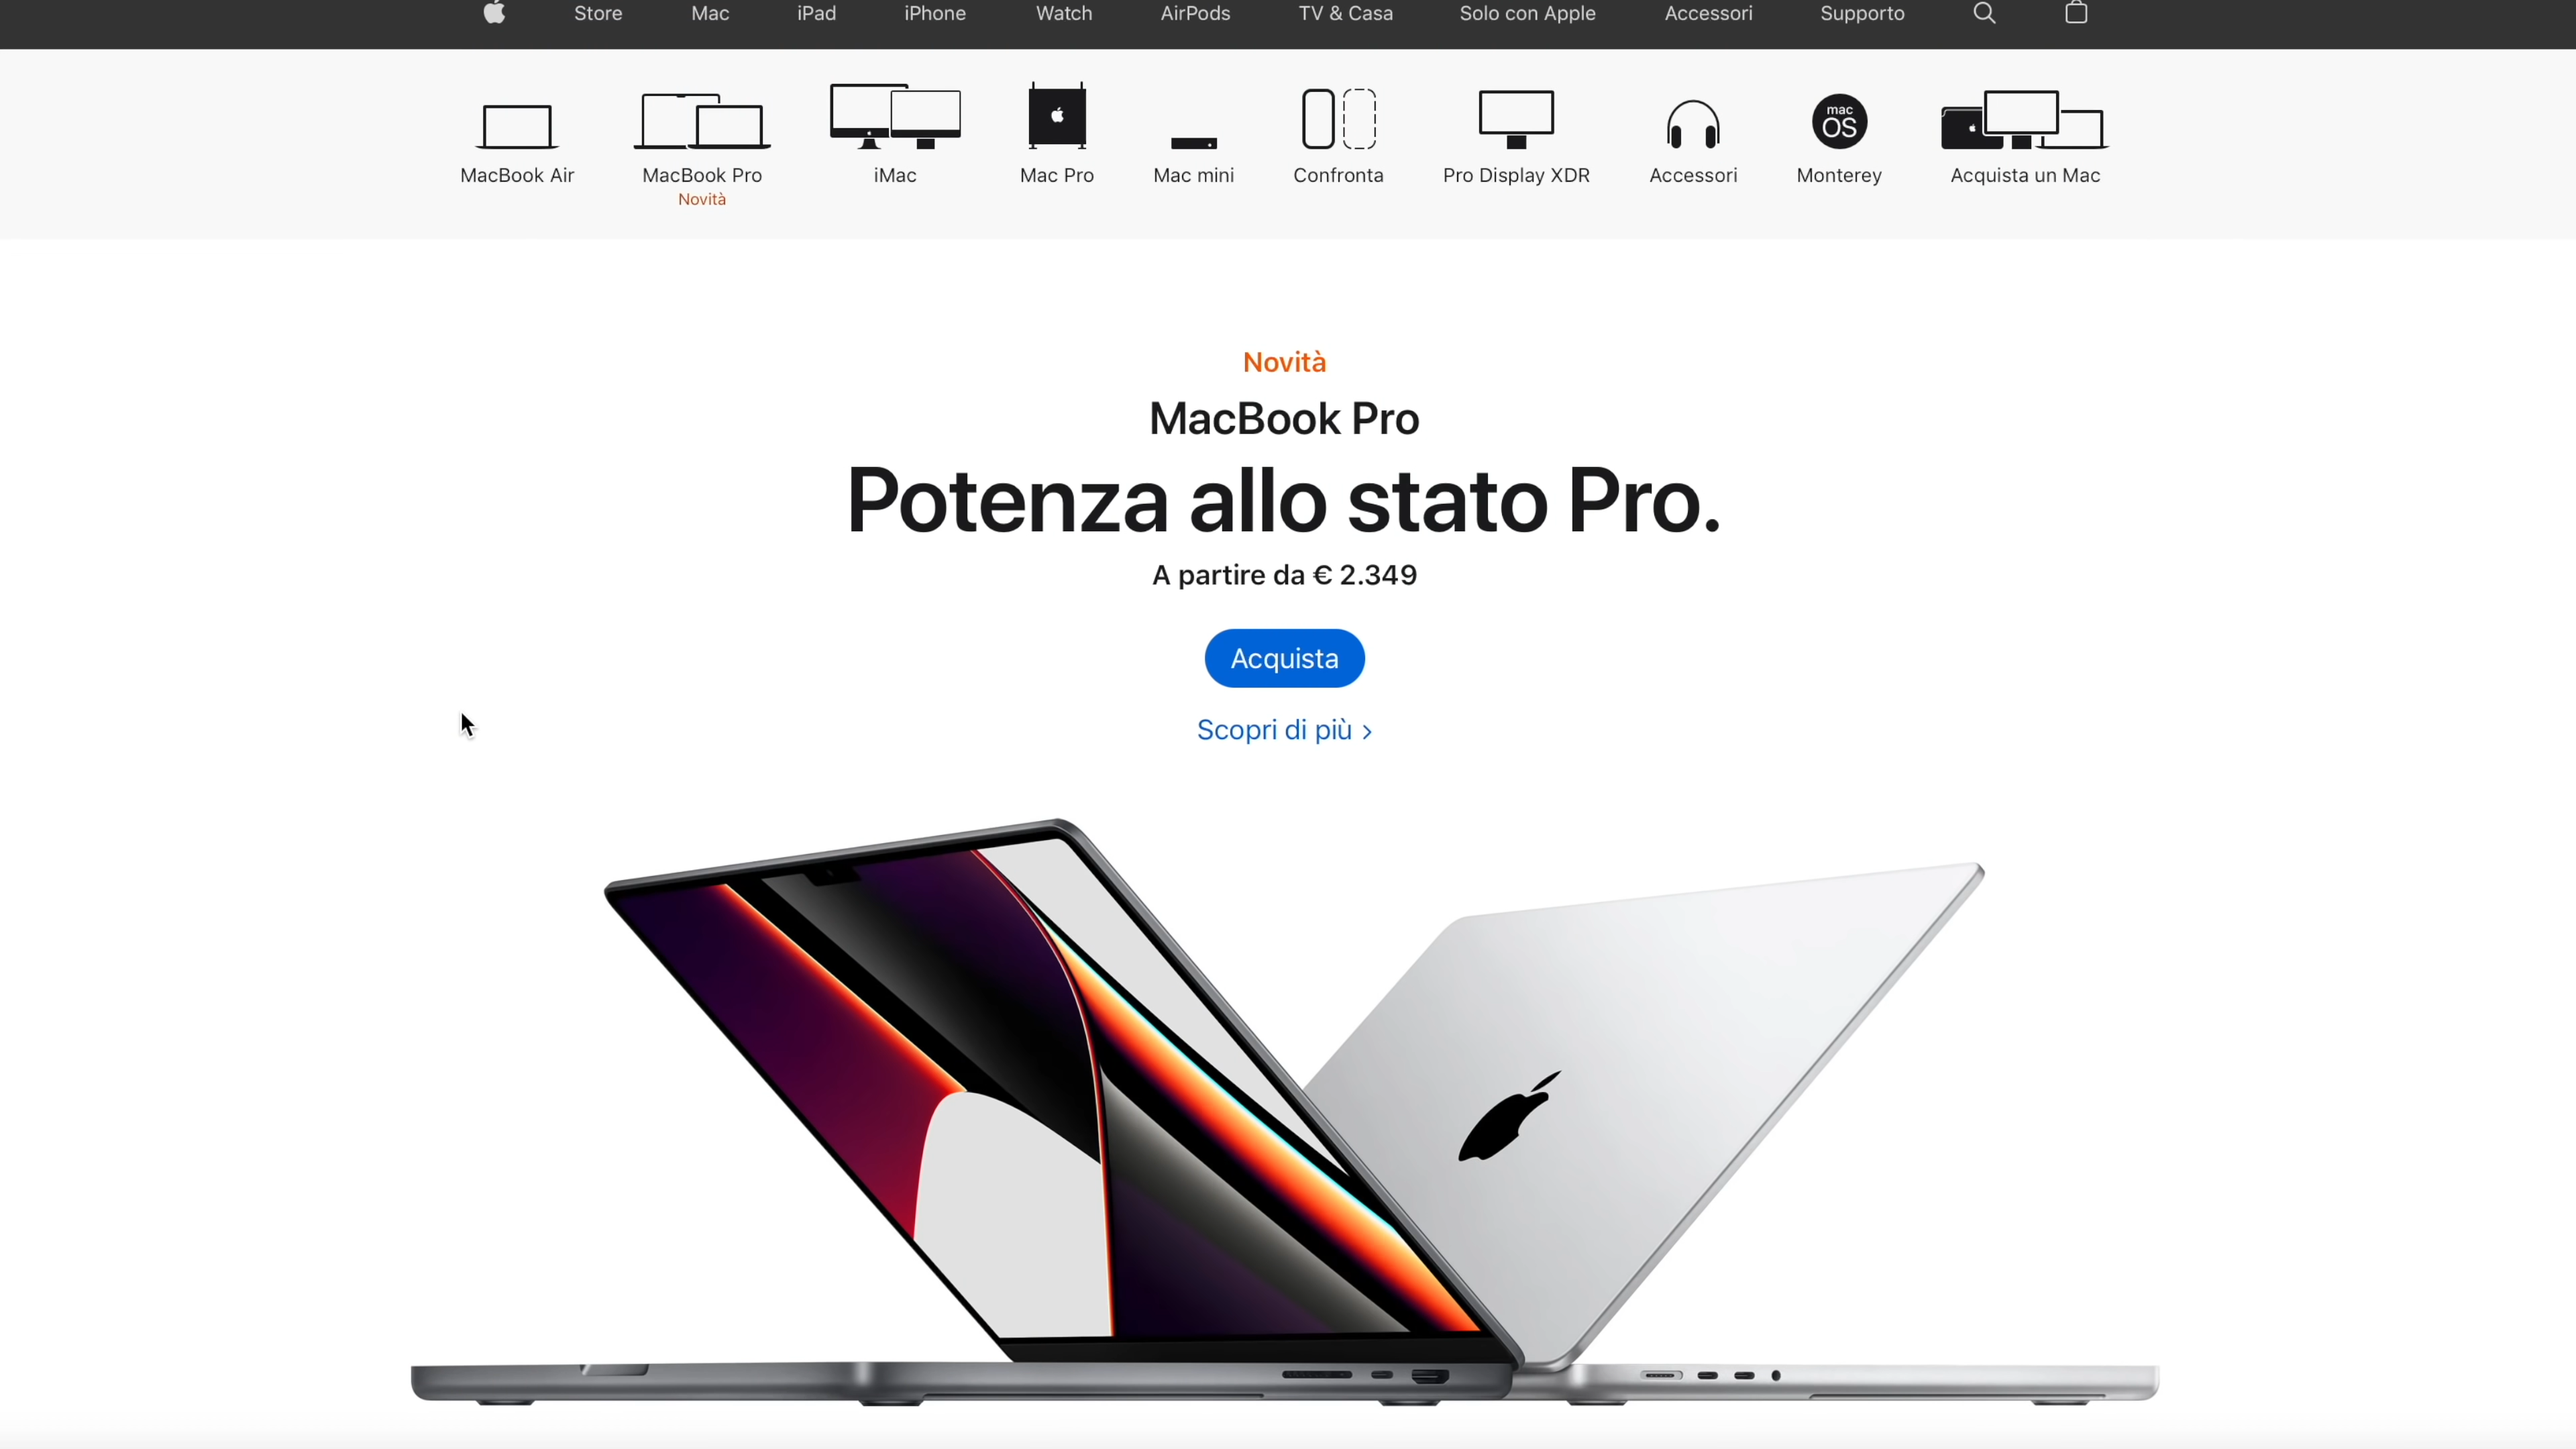 Store Mac iPad iPhone Watch AirPods TV & Casa Solo con Apple Accessori Supporto
MacBook Air MacBook Pro iMac Mac Pro Mac mini Confronta Pro Display XDR Accessori mac OS Monterey Acquista un Mac
Novità
Novità
MacBook Pro
Potenza allo stato Pro.
A partire da € 2.349
Acquista
Scopri di più >